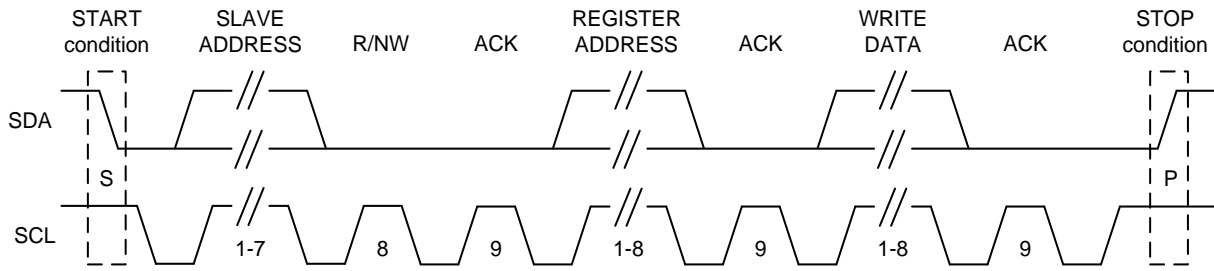 START SLAVE REGISTER WRITE STOP
condition ADDRESS R/NW ACK ADDRESS ACK DATA ACK condition
SDA
S P
SCL 1-7 8 9 1-8 9 1-8 9